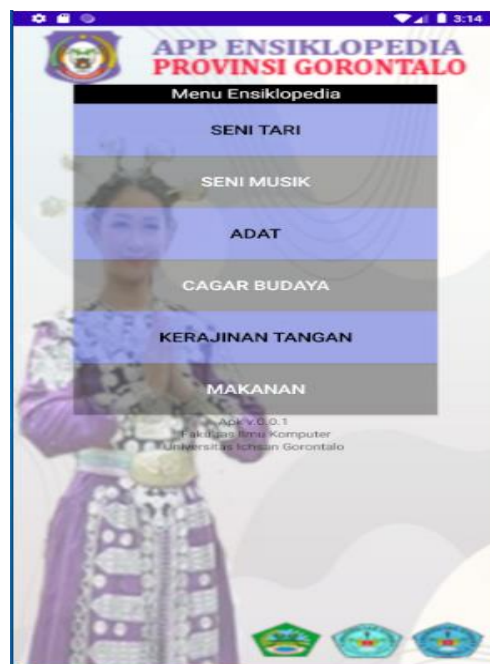 3:14
APP ENSIKLOPEDIA
PROVINSI GORONTALO
Menu Ensiklopedia
SENI TARI
SENI MUSIK
ADAT
CAGAR BUDAYA
KERAJINAN TANGAN
MAKANAN
Apk v.0.0.1
Fakultas Ilmu Komputer
Universitas Ichsan Gorontalo